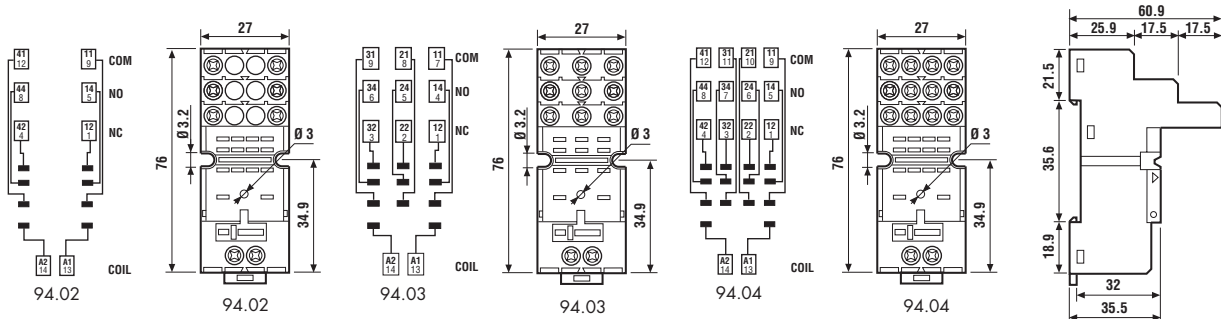 41 11 COM
12 9
44 14 NO
8 5
42 12 NC
4 1
A2 A1 COIL
14 13
94.02
27
76
Ø 3.2
Ø 3
34.9
94.02
31 21 11 COM
9 8 7
34 24 14 NO
6 5 4
32 22 12 NC
3 2 1
A2 A1 COIL
14 13
94.03
27
76
Ø 3.2
Ø 3
34.9
94.03
41 31 21 11 COM
12 11 10 9
44 34 24 14 NO
8 7 6 5
42 32 22 12 NC
4 3 2 1
A2 A1 COIL
14 13
94.04
27
76
Ø 3.2
Ø 3
34.9
94.04
60.9
25.9 17.5 17.5
21.5
35.6
18.9
32
35.5